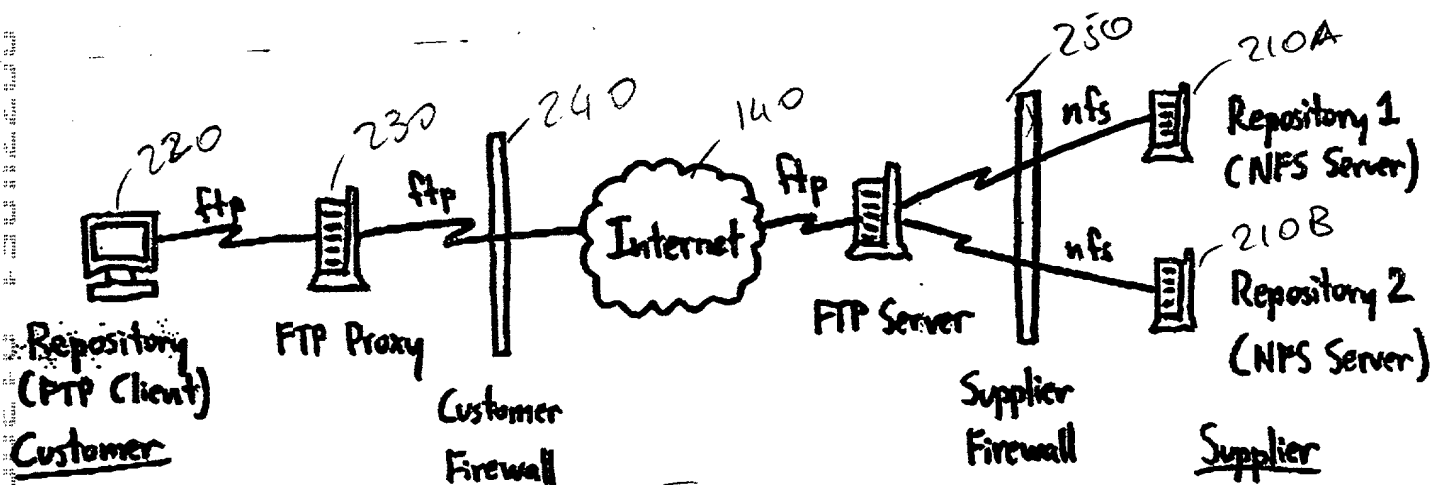 250
210A
220
230
240
140
nfs
Repository 1
(NFS Server)
ftp
ftp
Internet
ftp
210B
nfs
Repository 2
(NFS Server)
FTP Server
Repository
(FTP Client)
Customer
FTP Proxy
Customer
Firewall
Supplier
Firewall
Supplier